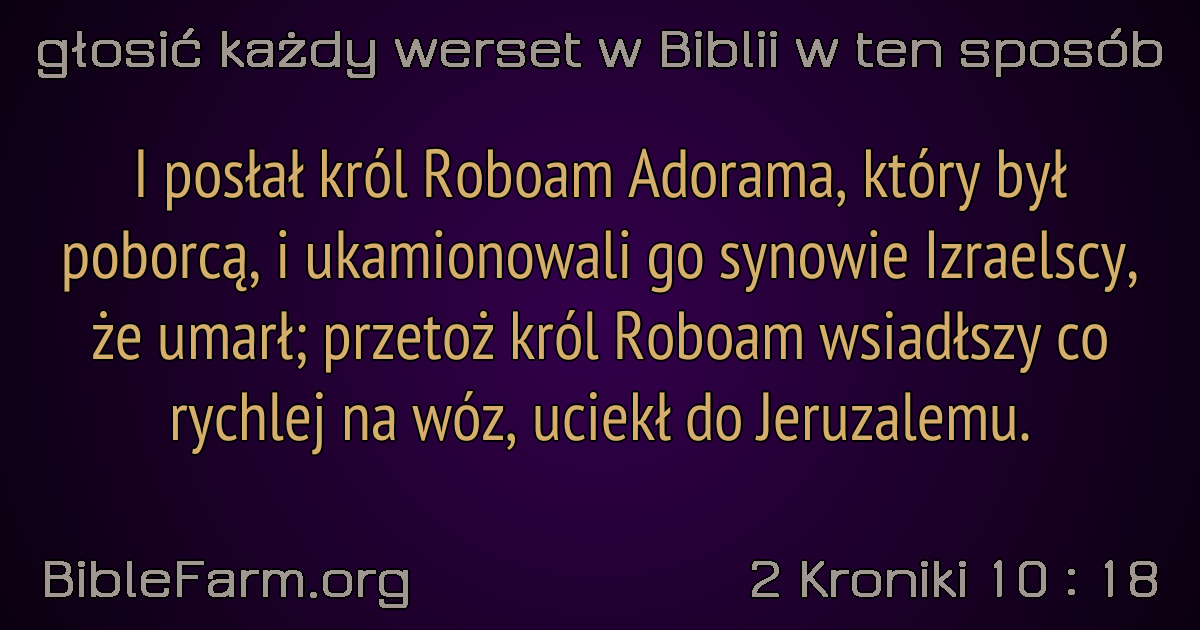 głosić każdy werset w Biblii w ten sposób
I posłał król Roboam Adorama, który był
poborcą, i ukamionowali go synowie Izraelscy,
że umarł; przetoż król Roboam wsiadłszy co
rychlej na wóz, uciekł do Jeruzalemu.
BibleFarm.org
2 Kroniki 10 : 18